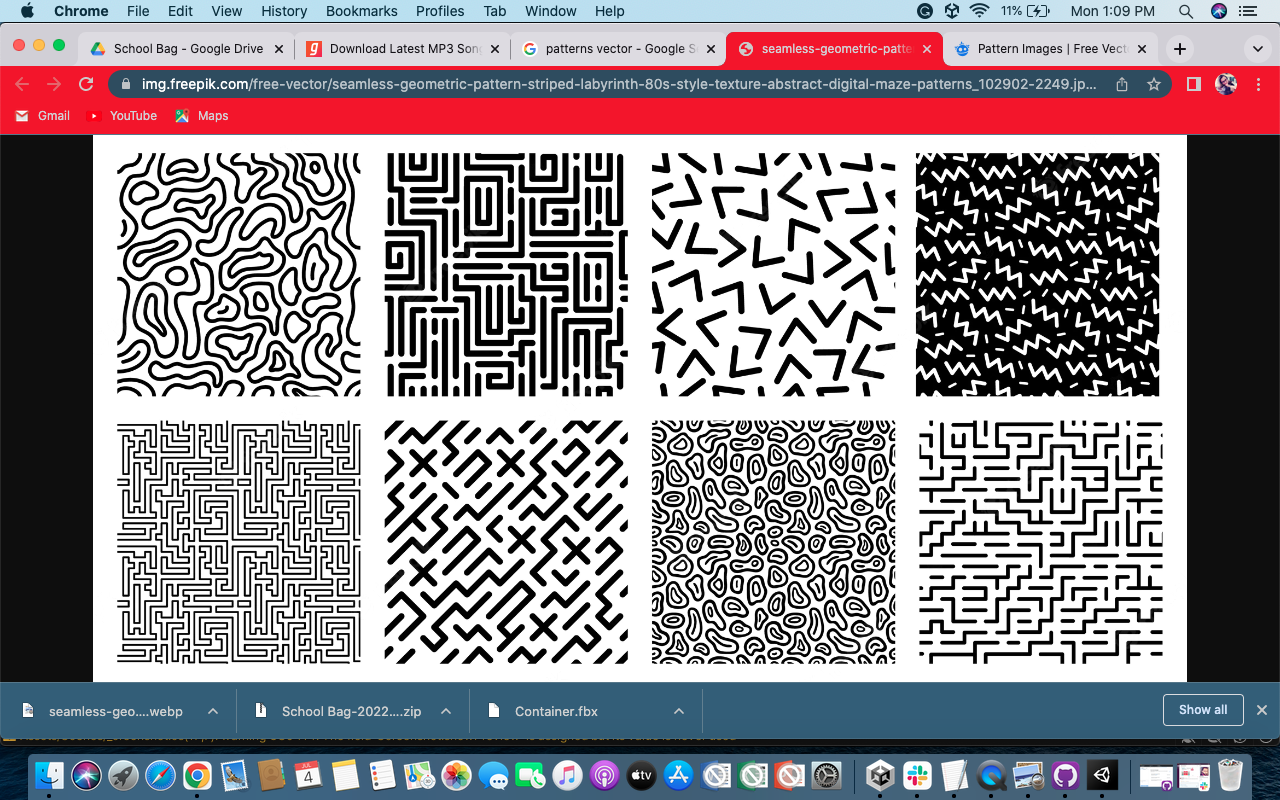 Chrome File Edit View History Bookmarks Profiles Tab Window Help 11% Mon 1:09 PM
School Bag - Google Drive Download Latest MP3 Song patterns vector - Google S seamless-geometric-patte Pattern Images | Free Vect
img.freepik.com/free-vector/seamless-geometric-pattern-striped-labyrinth-80s-style-texture-abstract-digital-maze-patterns_102902-2249.jp...
Gmail YouTube Maps
seamless-geo....webp School Bag-2022....zip Container.fbx Show all
JUL
4
tv